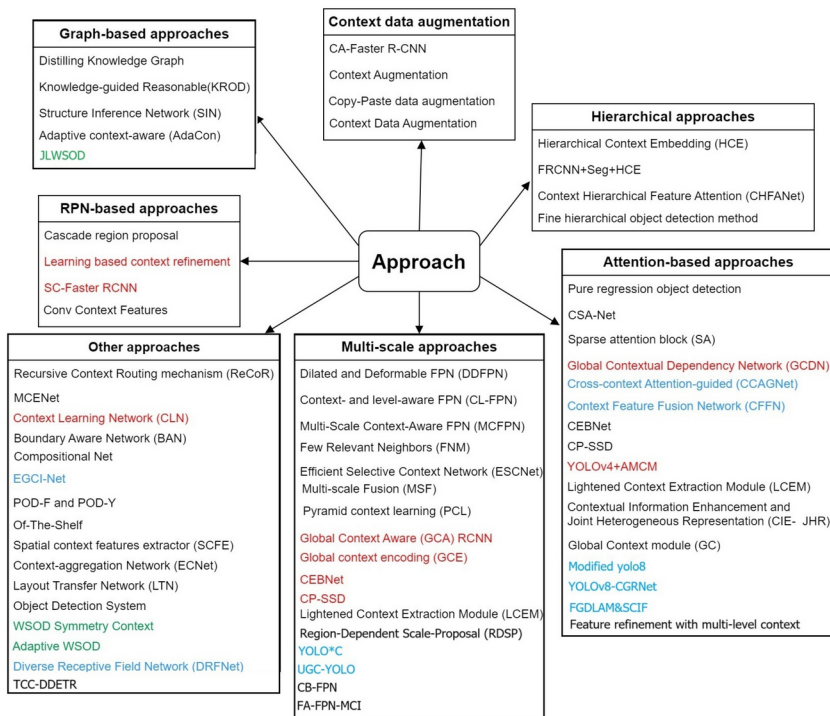 Graph-based approaches
Distilling Knowledge Graph
Knowledge-guided Reasonable(KROD)
Structure Inference Network (SIN)
Adaptive context-aware (AdaCon)
JLWSOD
Context data augmentation
CA-Faster R-CNN
Context Augmentation
Copy-Paste data augmentation
Context Data Augmentation
Hierarchical approaches
Hierarchical Context Embedding (HCE)
FRCNN+Seg+HCE
Context Hierarchical Feature Attention (CHFANet)
Fine hierarchical object detection method
RPN-based approaches
Cascade region proposal
Learning based context refinement
SC-Faster RCNN
Conv Context Features
Approach
Attention-based approaches
Pure regression object detection
CSA-Net
Sparse attention block (SA)
Global Contextual Dependency Network (GCDN)
Cross-context Attention-guided (CCAGNet)
Context Feature Fusion Network (CFFN)
CEBNet
CP-SSD
YOLOv4+AMCM
Lightened Context Extraction Module (LCEM)
Contextual Information Enhancement and
Joint Heterogeneous Representation (CIE- JHR)
Global Context module (GC)
Modified yolo8
YOLOv8-CGRNet
FGDLAM&SCIF
Feature refinement with multi-level context
Other approaches
Recursive Context Routing mechanism (ReCoR)
MCENet
Context Learning Network (CLN)
Boundary Aware Network (BAN)
Compositional Net
EGCI-Net
POD-F and POD-Y
Of-The-Shelf
Spatial context features extractor (SCFE)
Context-aggregation Network (ECNet)
Layout Transfer Network (LTN)
Object Detection System
WSOD Symmetry Context
Adaptive WSOD
Diverse Receptive Field Network (DRFNet)
TCC-DDETR
Multi-scale approaches
Dilated and Deformable FPN (DDFPN)
Context- and level-aware FPN (CL-FPN)
Multi-Scale Context-Aware FPN (MCFPN)
Few Relevant Neighbors (FNM)
Efficient Selective Context Network (ESCNet)
Multi-scale Fusion (MSF)
Pyramid context learning (PCL)
Global Context Aware (GCA) RCNN
Global context encoding (GCE)
CEBNet
CP-SSD
Lightened Context Extraction Module (LCEM)
Region-Dependent Scale-Proposal (RDSP)
YOLO*C
UGC-YOLO
CB-FPN
FA-FPN-MCI